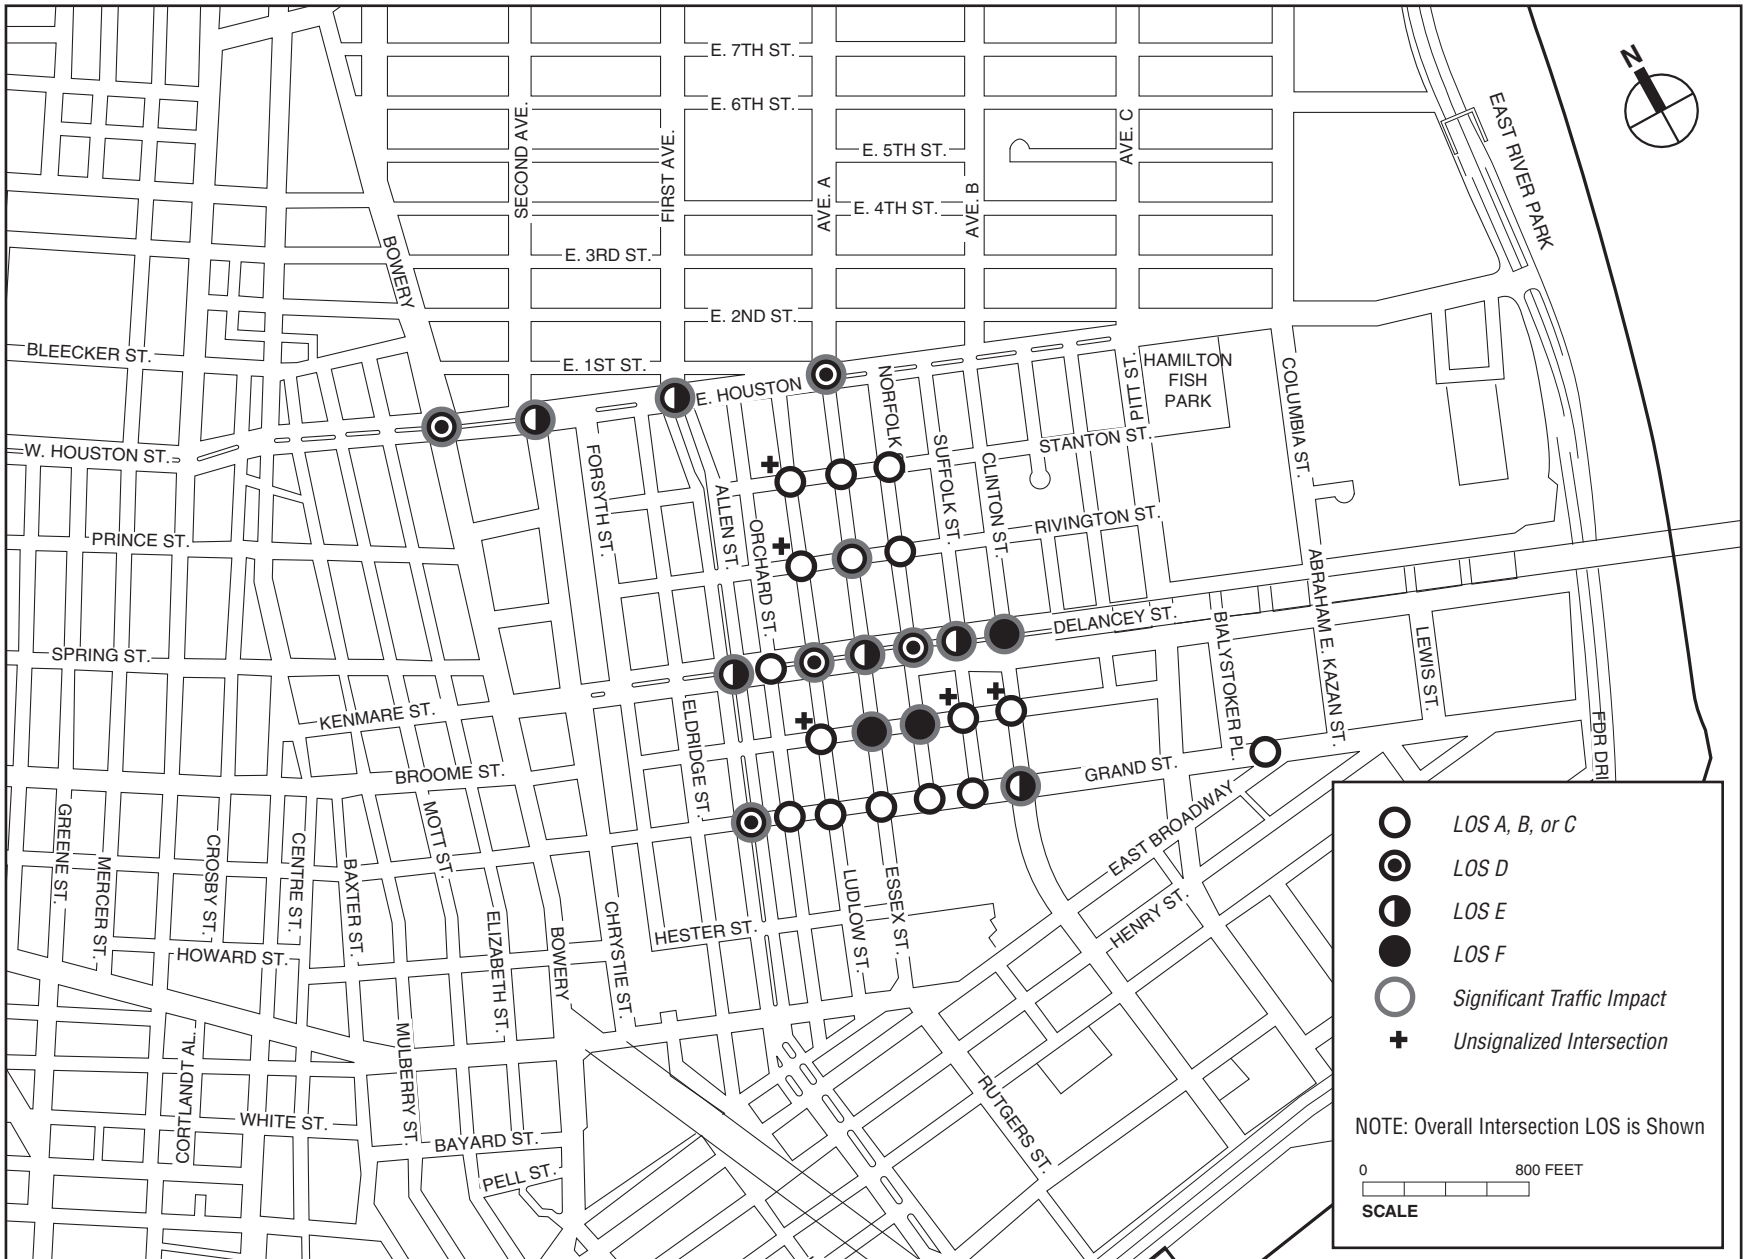 E. 7TH ST.
N
E. 6TH ST.
SECOND AVE.
FIRST AVE.
AVE. C
EAST RIVER PARK
E. 5TH ST.
AVE. A
AVE. B
E. 4TH ST.
BOWERY
E. 3RD ST.
E. 2ND ST.
BLEECKER ST.
E. 1ST ST.
E. HOUSTON
NORFOLK
PITT ST.
HAMILTON
FISH
PARK
COLUMBIA ST.
W. HOUSTON ST.
FORSYTH ST.
SUFFOLK ST.
CLINTON ST.
STANTON ST.
ALLEN ST.
ORCHARD ST.
RIVINGTON ST.
PRINCE ST.
ABRAHAM E. KAZAN ST.
DELANCEY ST.
BIALYSTOKER PL.
LEWIS ST.
SPRING ST.
KENMARE ST.
ELDRIDGE ST.
FDR DRI
BROOME ST.
GRAND ST.
GREENE ST.
MERCER ST.
CROSBY ST.
CENTRE ST.
BAXTER ST.
MOTT ST.
EAST BROADWAY
LUDLOW ST.
ESSEX ST.
HENRY ST.
ELIZABETH ST.
BOWERY
CHRYSTIE ST.
HESTER ST.
HOWARD ST.
CORTLANDT AL.
MULBERRY ST.
WHITE ST.
BAYARD ST.
PELL ST.
RUTGERS ST.
LOS A, B, or C
LOS D
LOS E
LOS F
Significant Traffic Impact
Unsignalized Intersection
NOTE: Overall Intersection LOS is Shown
0 800 FEET
SCALE